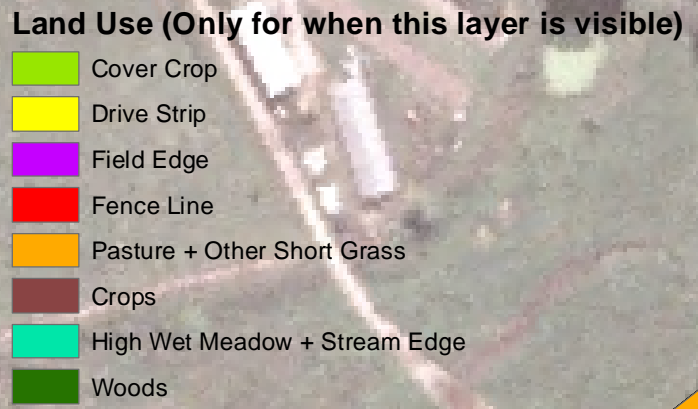 Land Use (Only for when this layer is visible)
Cover Crop
Drive Strip
Field Edge
Fence Line
Pasture + Other Short Grass
Crops
High Wet Meadow + Stream Edge
Woods